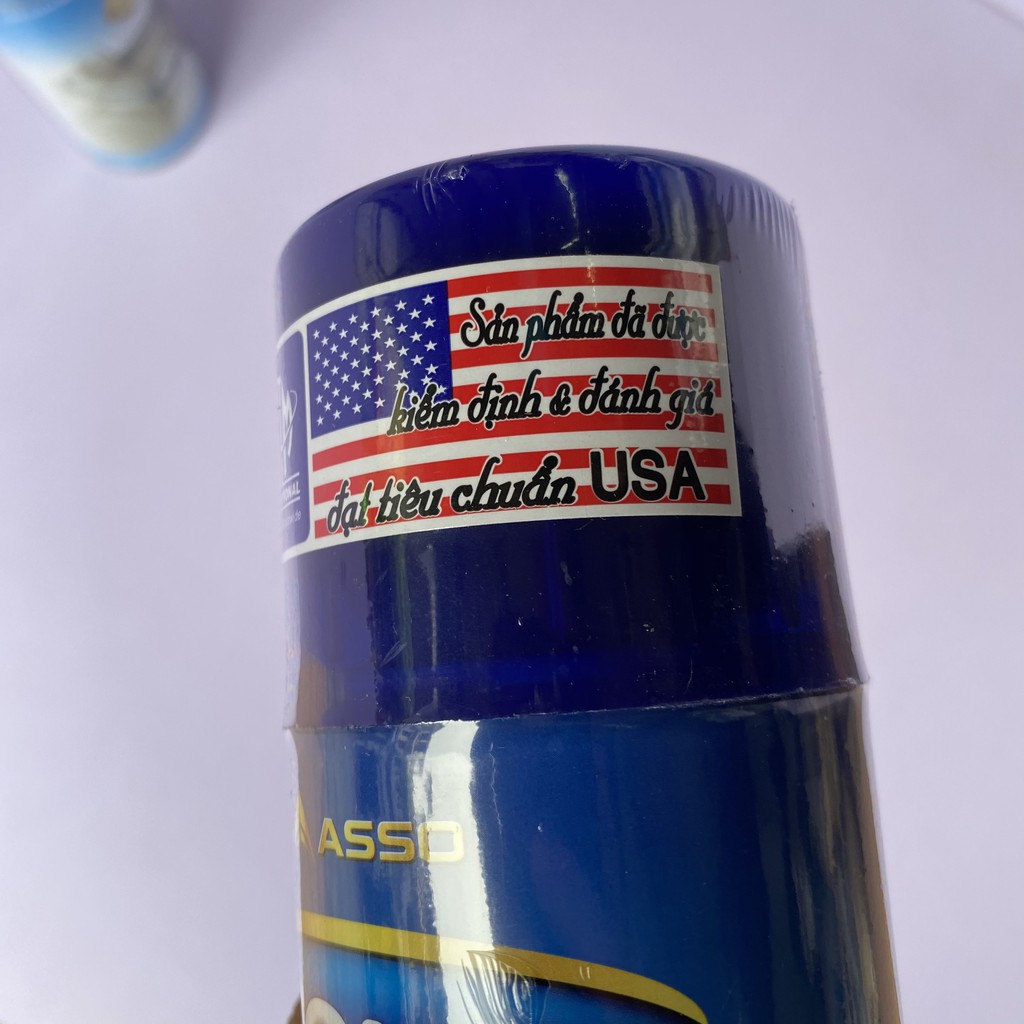 Sản phẩm đã được
kiểm định & đánh giá
đạt tiêu chuẩn USA
ASSO